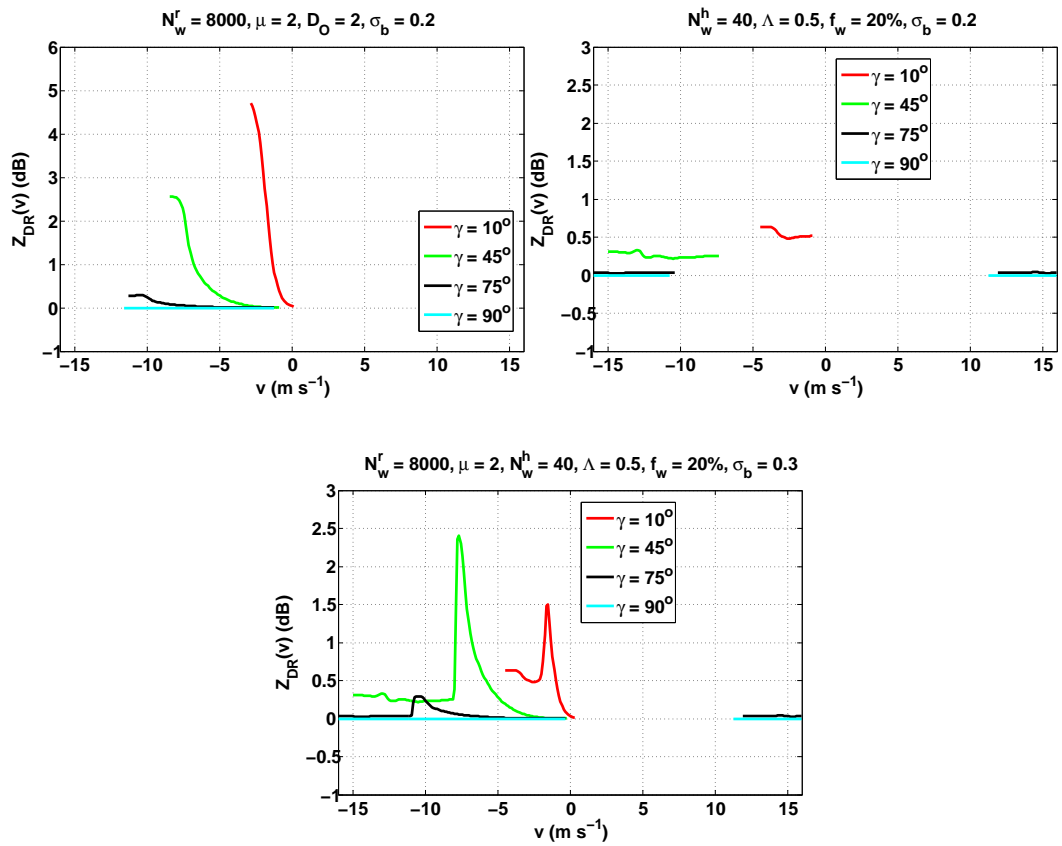 N_w^r = 8000, μ = 2, D_O = 2, σ_b = 0.2
Z_DR(v) (dB)
6
5
4
3
2
1
0
−1
−15 −10 −5 0 5 10 15
v (m s⁻¹)
γ = 10°
γ = 45°
γ = 75°
γ = 90°
N_w^h = 40, Λ = 0.5, f_w = 20%, σ_b = 0.2
Z_DR(v) (dB)
3
2.5
2
1.5
1
0.5
0
−0.5
−1
−15 −10 −5 0 5 10 15
v (m s⁻¹)
γ = 10°
γ = 45°
γ = 75°
γ = 90°
N_w^r = 8000, μ = 2, N_w^h = 40, Λ = 0.5, f_w = 20%, σ_b = 0.3
Z_DR(v) (dB)
3
2.5
2
1.5
1
0.5
0
−0.5
−1
−15 −10 −5 0 5 10 15
v (m s⁻¹)
γ = 10°
γ = 45°
γ = 75°
γ = 90°